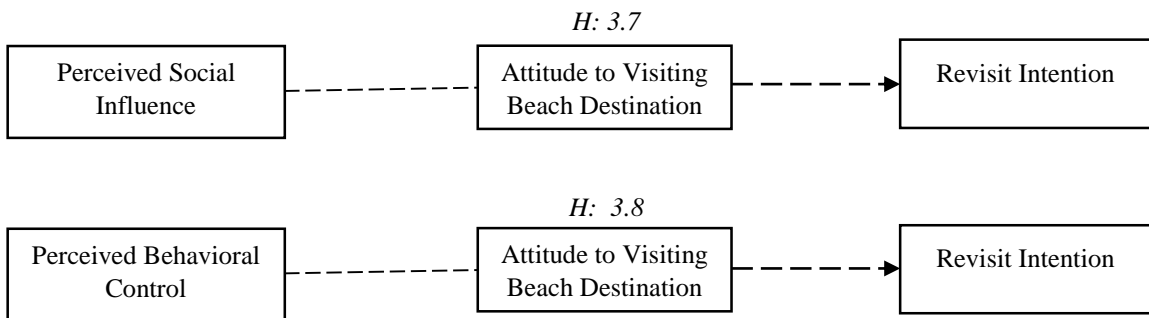 H: 3.7
Perceived Social
Influence
Attitude to Visiting
Beach Destination
Revisit Intention
H: 3.8
Perceived Behavioral
Control
Attitude to Visiting
Beach Destination
Revisit Intention